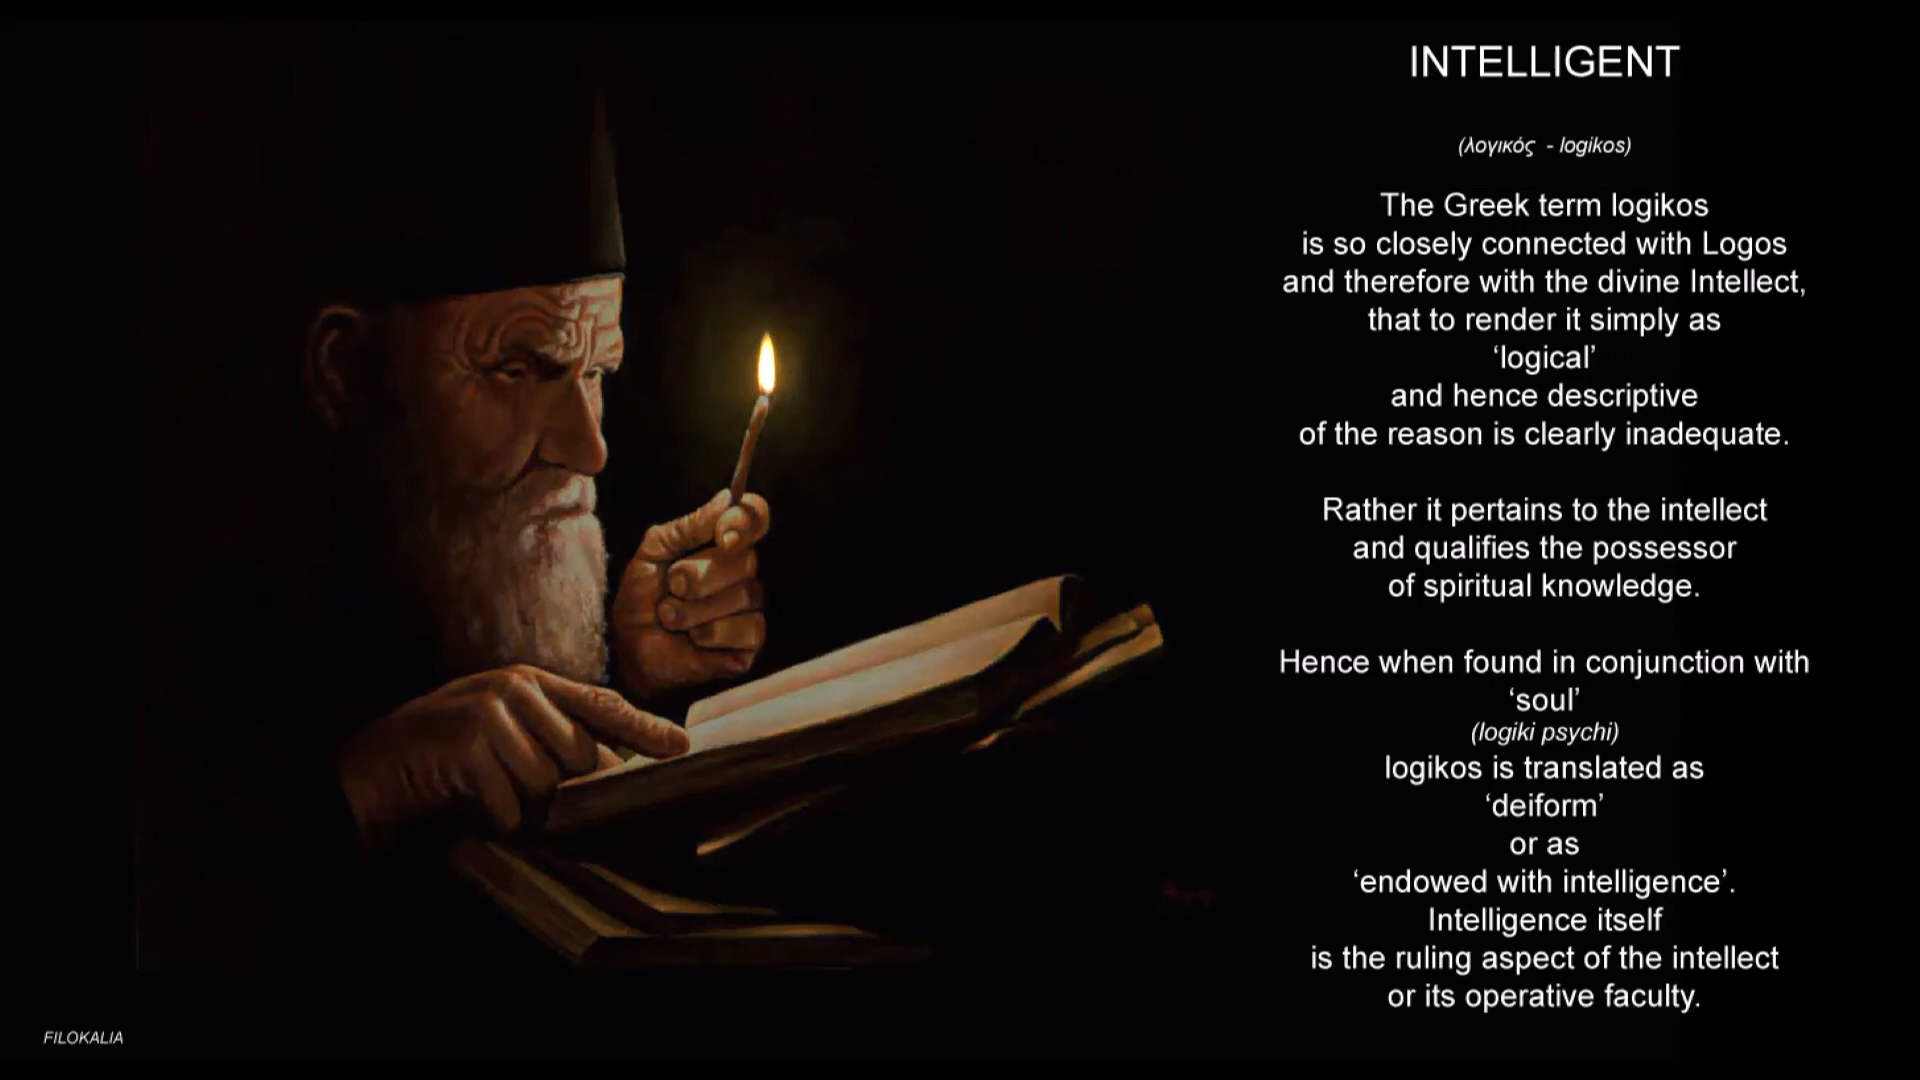 INTELLIGENT
(λογικός - logikos)
The Greek term logikos
is so closely connected with Logos
and therefore with the divine Intellect,
that to render it simply as
‘logical’
and hence descriptive
of the reason is clearly inadequate.
Rather it pertains to the intellect
and qualifies the possessor
of spiritual knowledge.
Hence when found in conjunction with
‘soul’
(logiki psychi)
logikos is translated as
‘deiform’
or as
‘endowed with intelligence’.
Intelligence itself
is the ruling aspect of the intellect
or its operative faculty.
FILOKALIA